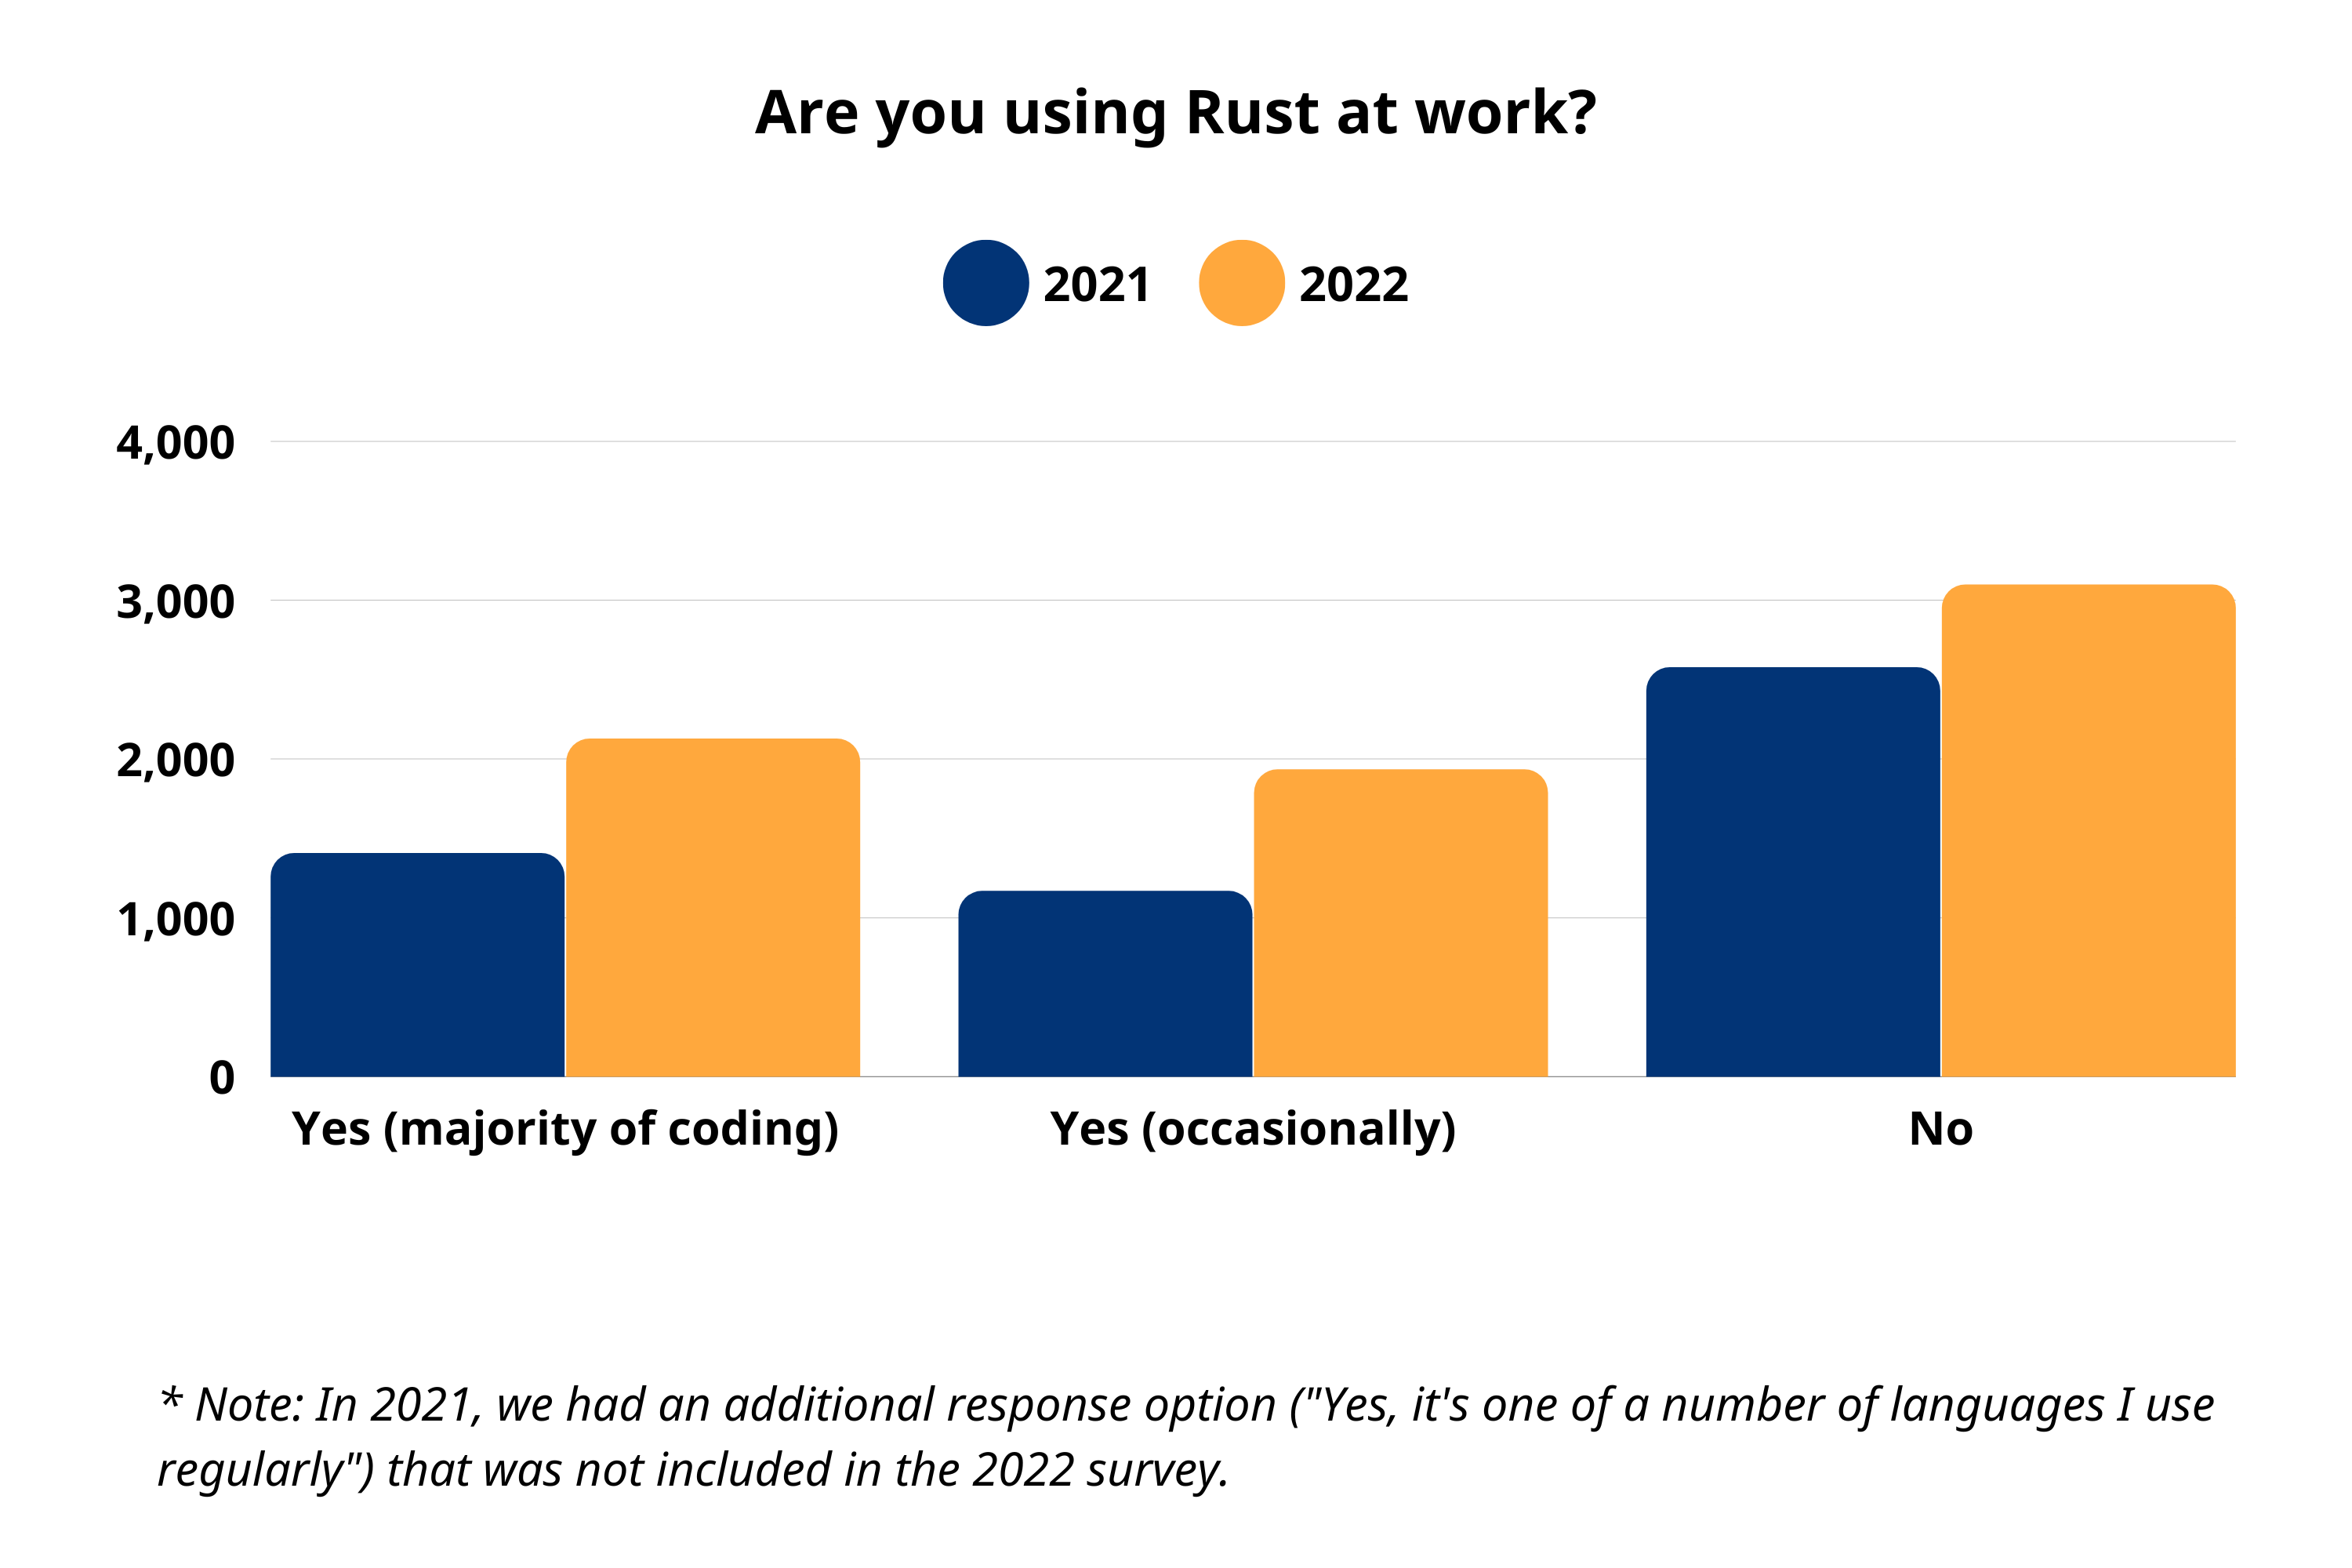 Are you using Rust at work?
2021 2022
4,000
3,000
2,000
1,000
0
Yes (majority of coding) Yes (occasionally) No
* Note: In 2021, we had an additional response option (""Yes, it's one of a number of languages I use
regularly"") that was not included in the 2022 survey.